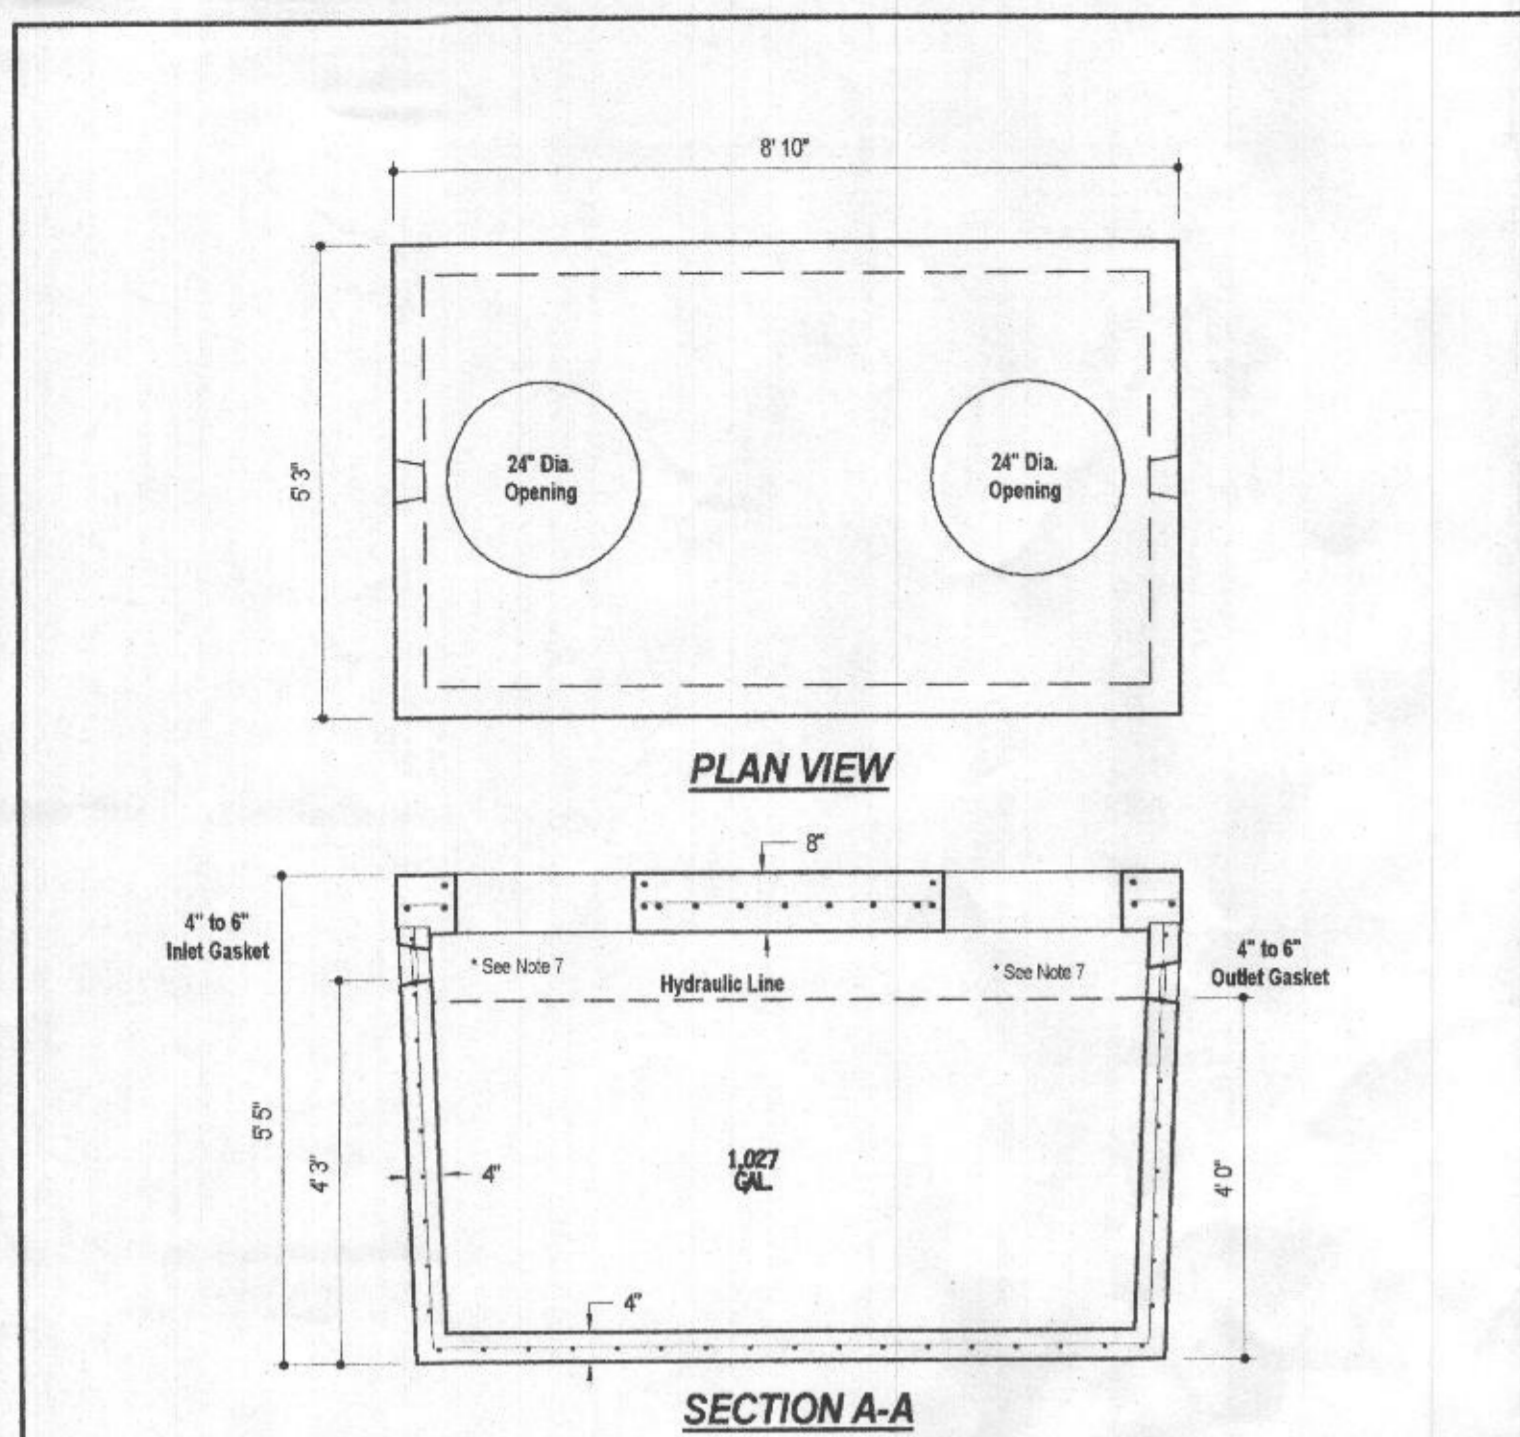 8' 10"
5' 3"
24" Dia.
Opening
24" Dia.
Opening
PLAN VIEW
8"
4" to 6"
Inlet Gasket
* See Note 7
Hydraulic Line
* See Note 7
4" to 6"
Outlet Gasket
5' 5"
4' 3"
4"
1,027
GAL.
4' 0"
4"
SECTION A-A